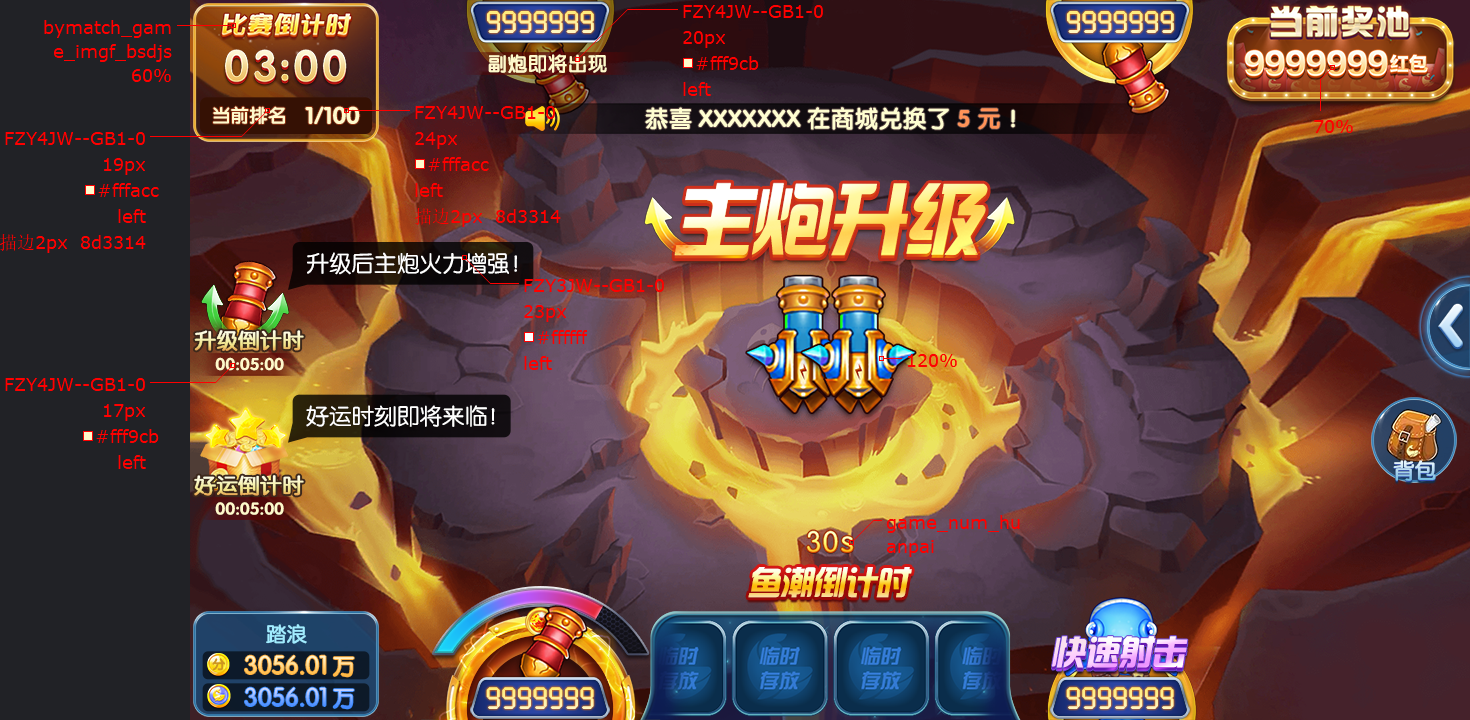 bymatch_gam
e_imgf_bsdjs
60%
比赛倒计时
03:00
当前排名 1/100
9999999
副炮即将出现
FZY4JW--GB1-0
20px
#fff9cb
left
9999999
当前奖池
9999999红包
70%
恭喜 XXXXXXX 在商城兑换了 5 元 !
FZY4JW--GB1-0
19px
#fffacc
left
描边2px 8d3314
FZY4JW--GB1-0
24px
#fffacc
left
描边2px 8d3314
主炮升级
升级后主炮火力增强!
FZY3JW--GB1-0
23px
#ffffff
left
升级倒计时
00:05:00
120%
FZY4JW--GB1-0
17px
#fff9cb
left
好运时刻即将来临!
好运倒计时
00:05:00
背包
game_num_hu
anpai
30s
鱼潮倒计时
踏浪
3056.01万
3056.01万
9999999
临时
存放
临时
存放
临时
存放
临时
存放
快速射击
9999999